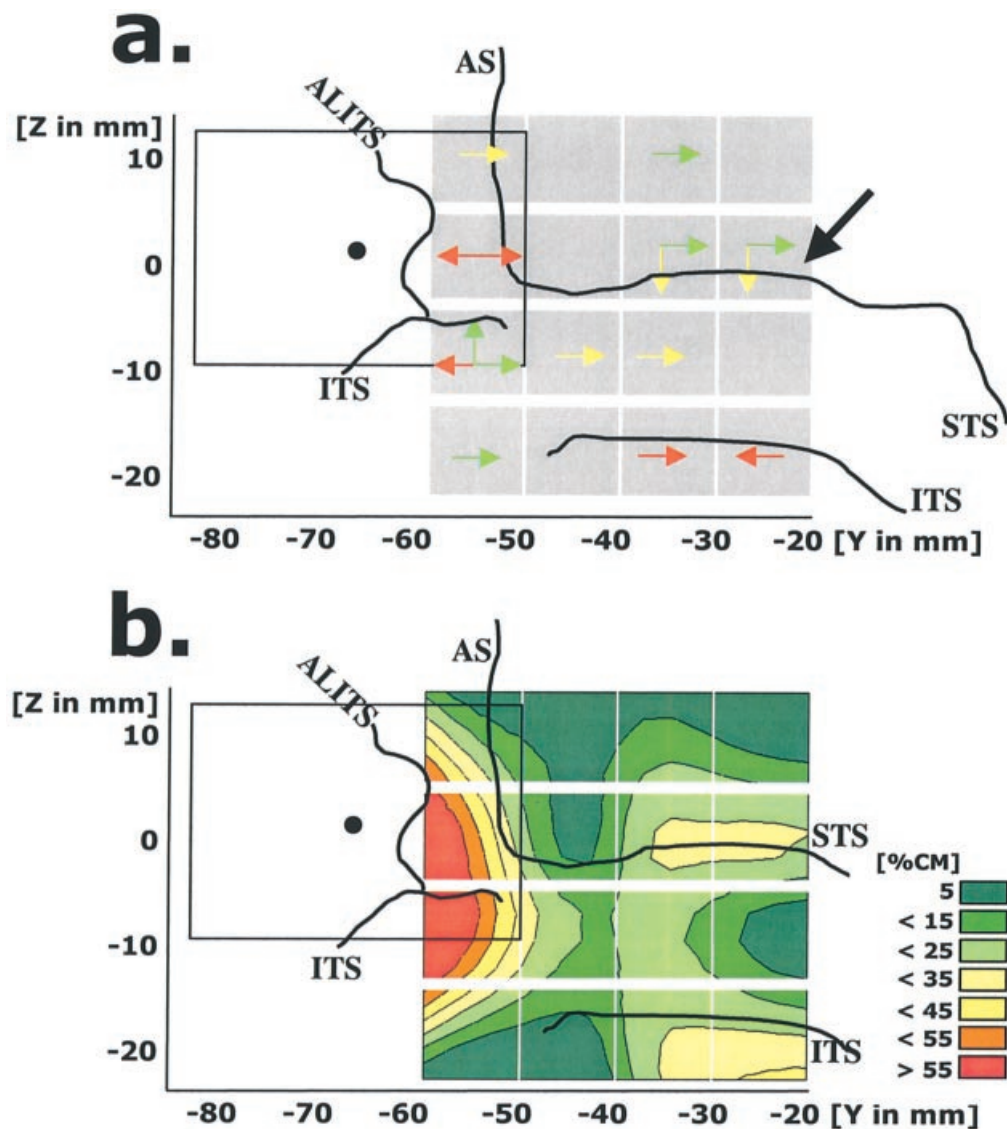 a.
AS
ALITS
[Z in mm]
10
0
-10
ITS
STS
-20
ITS
-80 -70 -60 -50 -40 -30 -20 [Y in mm]
b.
AS
ALITS
[Z in mm]
10
0
STS
[%CM]
5
< 15
-10
ITS
< 25
< 35
< 45
-20
ITS
< 55
> 55
-80 -70 -60 -50 -40 -30 -20
[Y in mm]